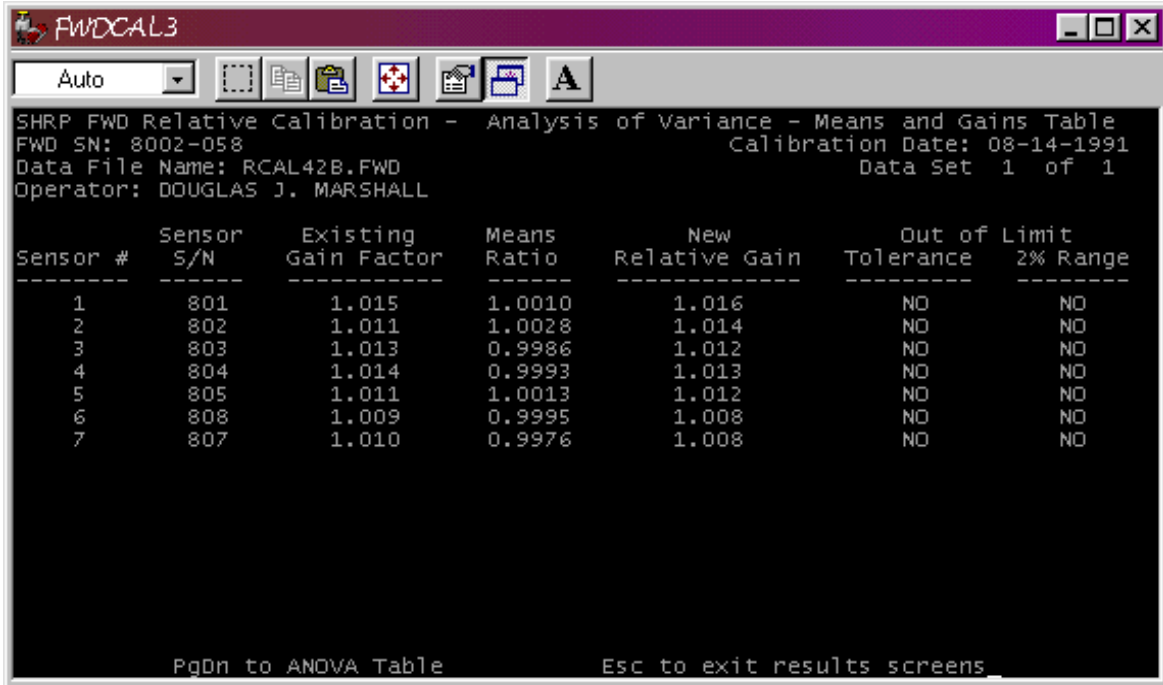 FWDCAL3
Auto
A
SHRP FWD Relative Calibration - Analysis of Variance - Means and Gains Table
FWD SN: 8002-058 Calibration Date: 08-14-1991
Data File Name: RCAL42B.FWD Data Set 1 of 1
Operator: DOUGLAS J. MARSHALL
Sensor Existing Means New Out of Limit
Sensor # S/N Gain Factor Ratio Relative Gain Tolerance 2% Range
-------- ------ ----------- ------ ------------- --------- --------
1 801 1.015 1.0010 1.016 NO NO
2 802 1.011 1.0028 1.014 NO NO
3 803 1.013 0.9986 1.012 NO NO
4 804 1.014 0.9993 1.013 NO NO
5 805 1.011 1.0013 1.012 NO NO
6 808 1.009 0.9995 1.008 NO NO
7 807 1.010 0.9976 1.008 NO NO
PgDn to ANOVA Table Esc to exit results screens_